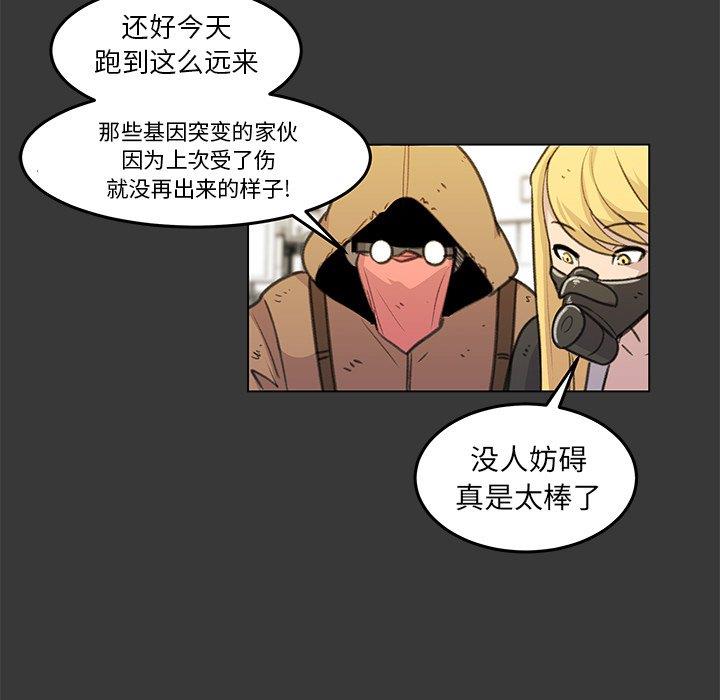 还好今天
跑到这么远来
那些基因突变的家伙
因为上次受了伤
就没再出来的样子!
没人妨碍
真是太棒了